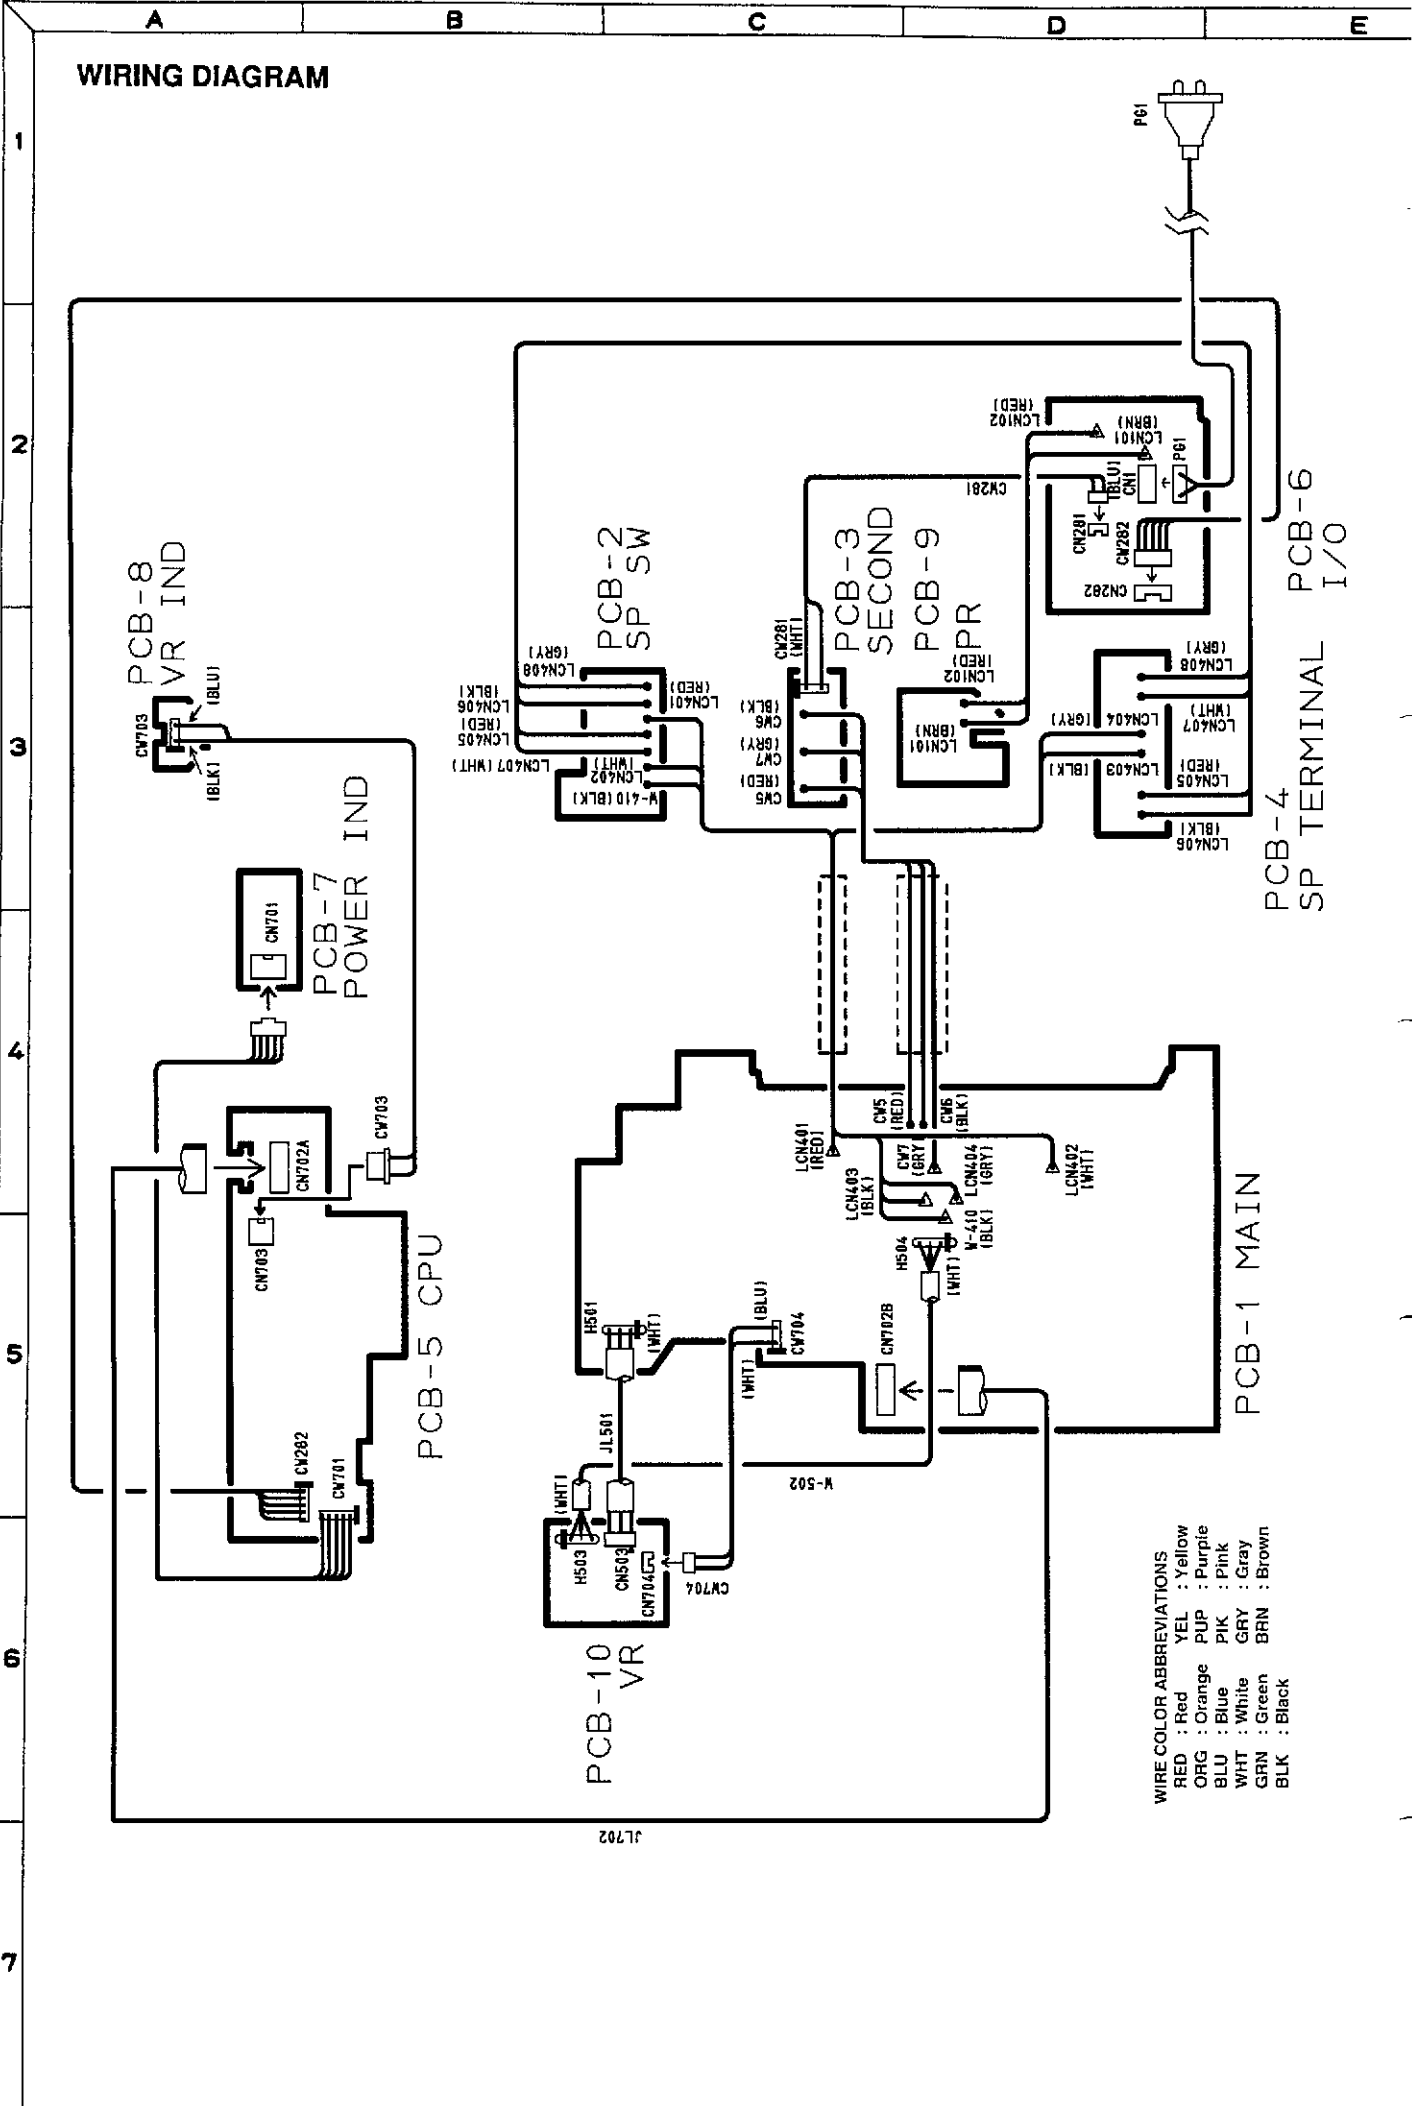 A
B
C
D
E
WIRING DIAGRAM
1
2
3
4
5
6
7
PG1
PCB-8
VR IND
CW703
(BLU)
(BLK)
PCB-7
POWER IND
CN701
CW703
CN702A
CN703
PCB-5 CPU
CW282
CW701
PCB-2
SP SW
LCN408
(GRY)
LCN406
(BLK)
LCN405
(RED)
LCN407 (WHT)
LCN401
(RED)
LCN402
(WHT)
W-410 (BLK)
PCB-3
SECOND
CW281
(WHT)
CW6
(BLK)
CW7
(GRY)
CW5
(RED)
CW281
PCB-9
PR
LCN102
(RED)
LCN101
(BRN)
LCN102
(RED)
LCN101
(BRN)
(BLU)
CN1
PG1
CN281
CW282
CN282
PCB-6
I/O
LCN408
(GRY)
LCN407
(WHT)
LCN404
(GRY)
LCN403
(BLK)
LCN405
(RED)
LCN406
(BLK)
PCB-4
SP TERMINAL
LCN401
(RED)
CW5
(RED)
CW6
(BLK)
CW7
(GRY)
LCN403
(BLK)
LCN404
(GRY)
LCN402
(WHT)
W-410
(BLK)
H504
(WHT)
CN702B
PCB-1 MAIN
H501
(WHT)
(BLU)
CW704
(WHT)
JL501
W-502
(WHT)
H503
CN503
CN704
CW704
PCB-10
VR
JL702
WIRE COLOR ABBREVIATIONS
RED : Red YEL : Yellow
ORG : Orange PUP : Purple
BLU : Blue PIK : Pink
WHT : White GRY : Gray
GRN : Green BRN : Brown
BLK : Black